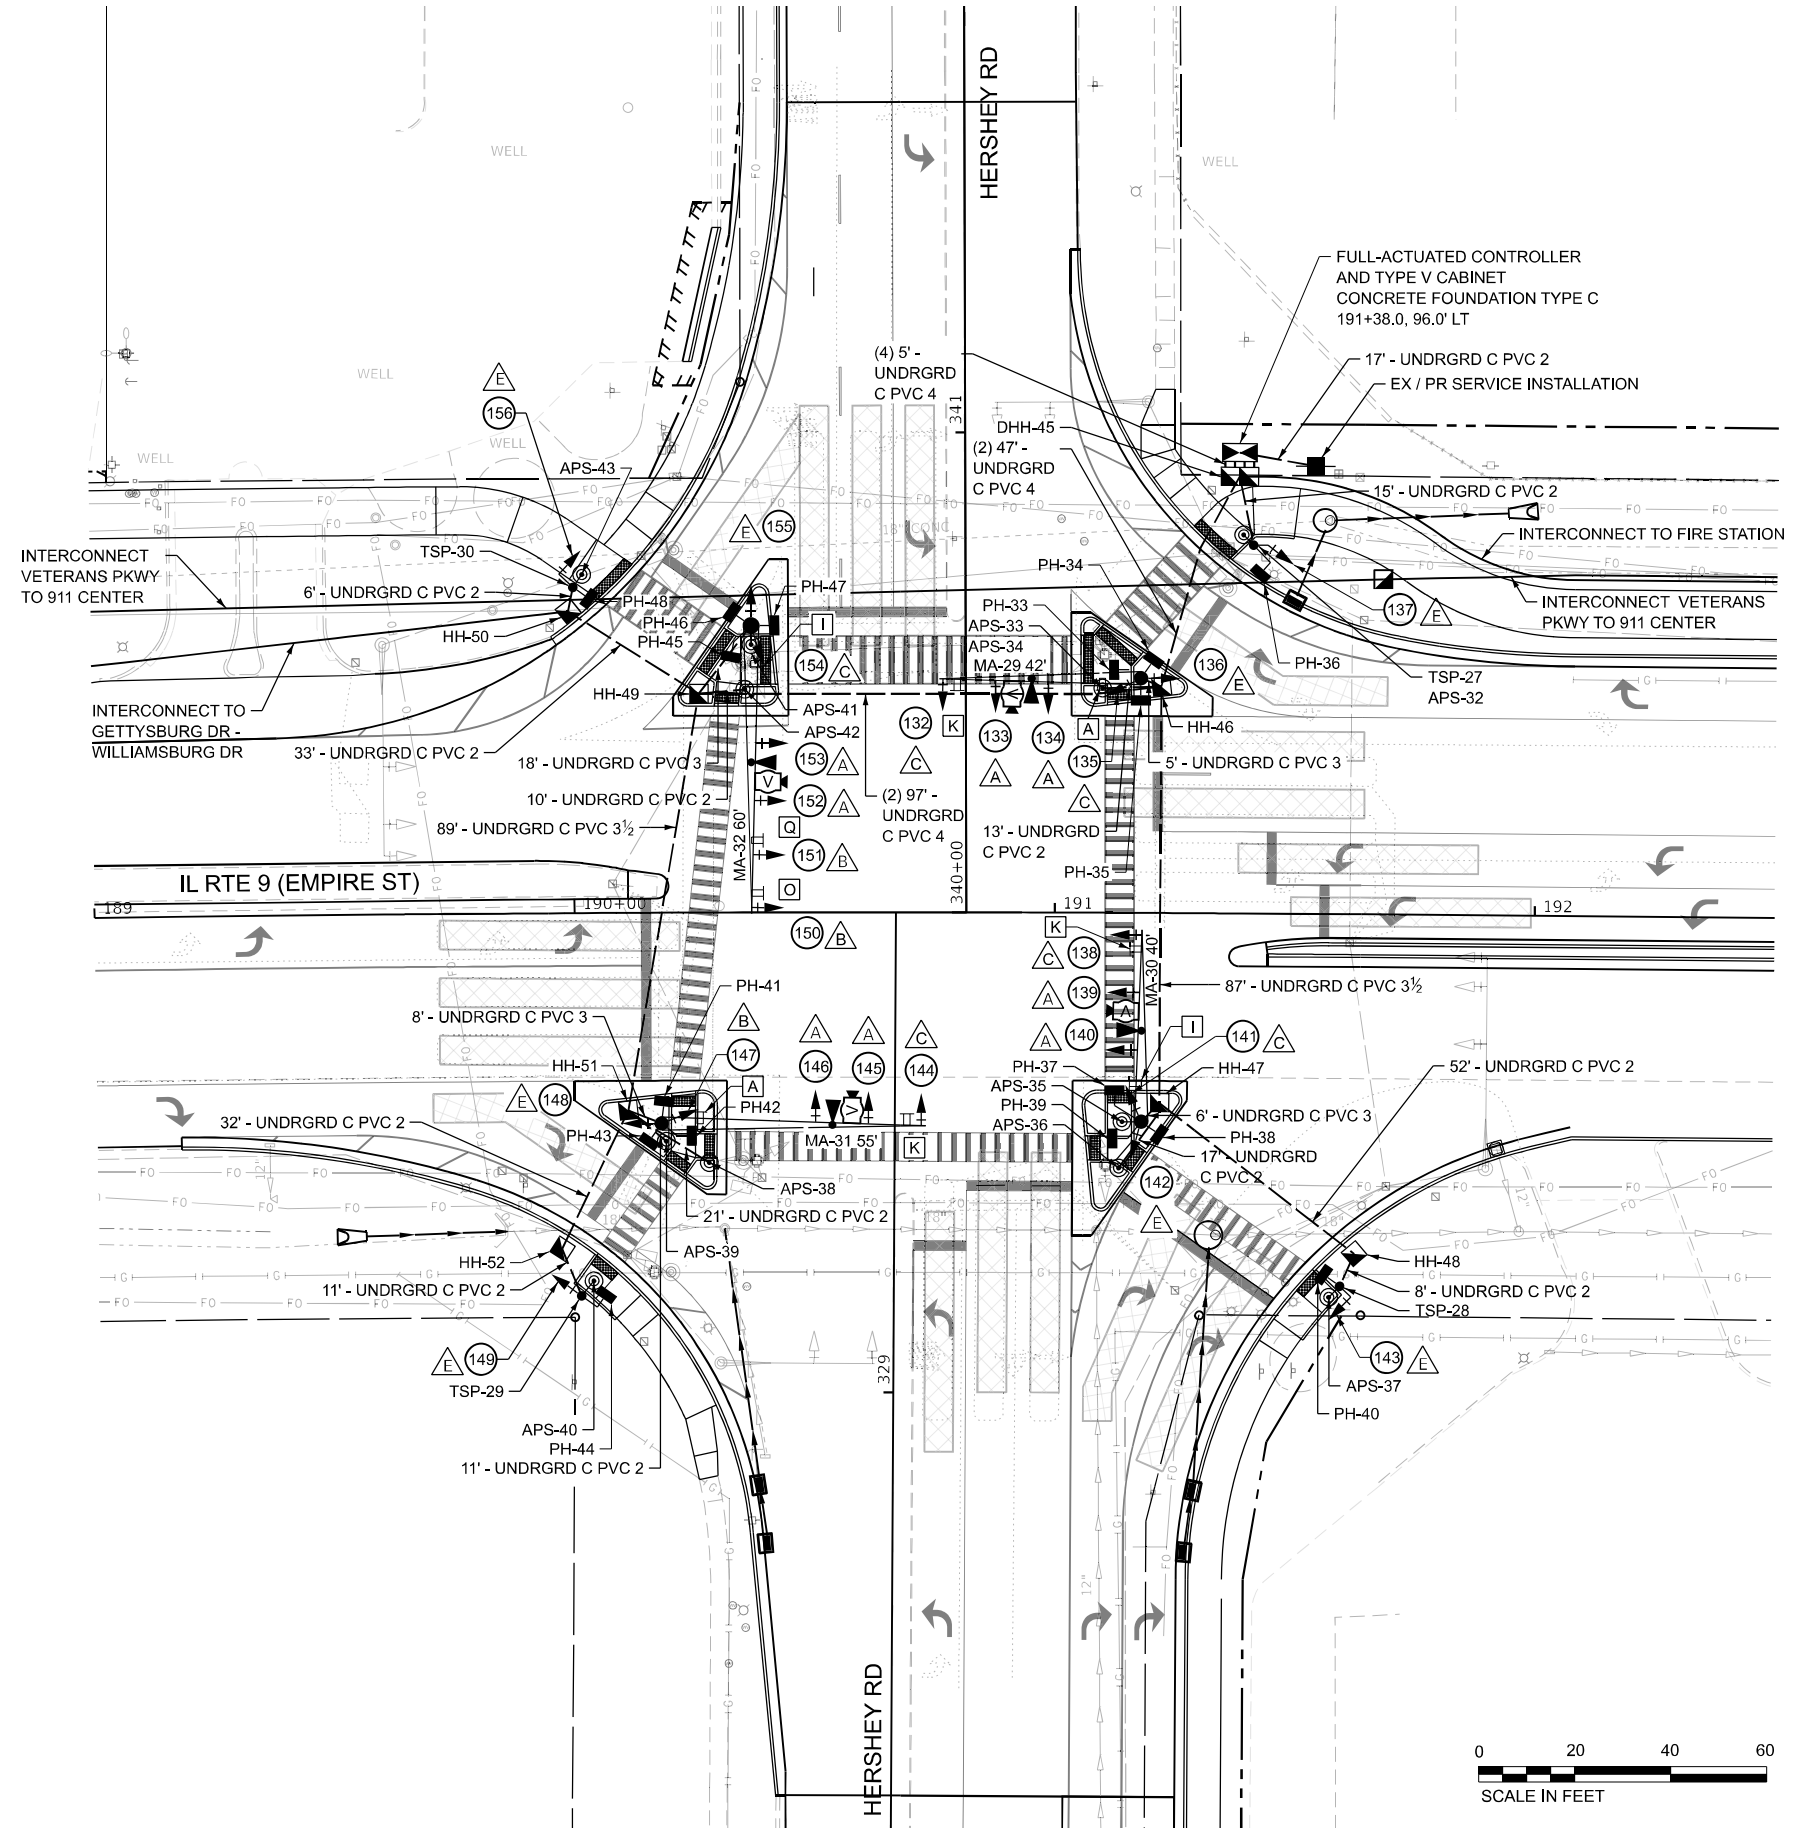 HERSHEY RD
WELL
WELL
FO
FULL-ACTUATED CONTROLLER
AND TYPE V CABINET
CONCRETE FOUNDATION TYPE C
191+38.0, 96.0' LT
17' - UNDRGRD C PVC 2
EX / PR SERVICE INSTALLATION
(4) 5' -
UNDRGRD
C PVC 4
341
DHH-45
(2) 47' -
UNDRGRD
C PVC 4
WELL
E
156
WELL
WELL
APS-43
E
155
15' - UNDRGRD C PVC 2
INTERCONNECT TO FIRE STATION
INTERCONNECT
VETERANS PKWY
TO 911 CENTER
TSP-30
6' - UNDRGRD C PVC 2
HH-50
PH-48
PH-47
PH-46
PH-45
I
154
C
PH-34
PH-33
APS-33
APS-34
MA-29 42'
137
E
INTERCONNECT VETERANS
PKWY TO 911 CENTER
PH-36
TSP-27
APS-32
136
E
HH-49
INTERCONNECT TO
GETTYSBURG DR -
WILLIAMSBURG DR
33' - UNDRGRD C PVC 2
APS-41
APS-42
132
K
C
133
A
134
A
A
135
C
HH-46
5' - UNDRGRD C PVC 3
18' - UNDRGRD C PVC 3
153
A
V
10' - UNDRGRD C PVC 2
152
A
89' - UNDRGRD C PVC 3½
MA-32 60'
Q
(2) 97' -
UNDRGRD
C PVC 4
13' - UNDRGRD
C PVC 2
151
B
340+00
PH-35
IL RTE 9 (EMPIRE ST)
O
189
190+00
191
192
150
B
K
C
138
MA-30 40'
A
139
87' - UNDRGRD C PVC 3½
A
A
140
I
141
C
PH-41
8' - UNDRGRD C PVC 3
B
A
A
C
147
146
145
144
HH-51
PH-37
HH-47
52' - UNDRGRD C PVC 2
E
148
A
V
APS-35
PH42
PH-39
6' - UNDRGRD C PVC 3
32' - UNDRGRD C PVC 2
PH-43
MA-31 55'
K
APS-36
PH-38
17' - UNDRGRD
C PVC 2
142
E
APS-38
21' - UNDRGRD C PVC 2
APS-39
HH-52
11' - UNDRGRD C PVC 2
HH-48
8' - UNDRGRD C PVC 2
TSP-28
E
149
TSP-29
329
143
E
APS-37
PH-40
APS-40
PH-44
11' - UNDRGRD C PVC 2
12"
12"
12"
HERSHEY RD
0 20 40 60
SCALE IN FEET